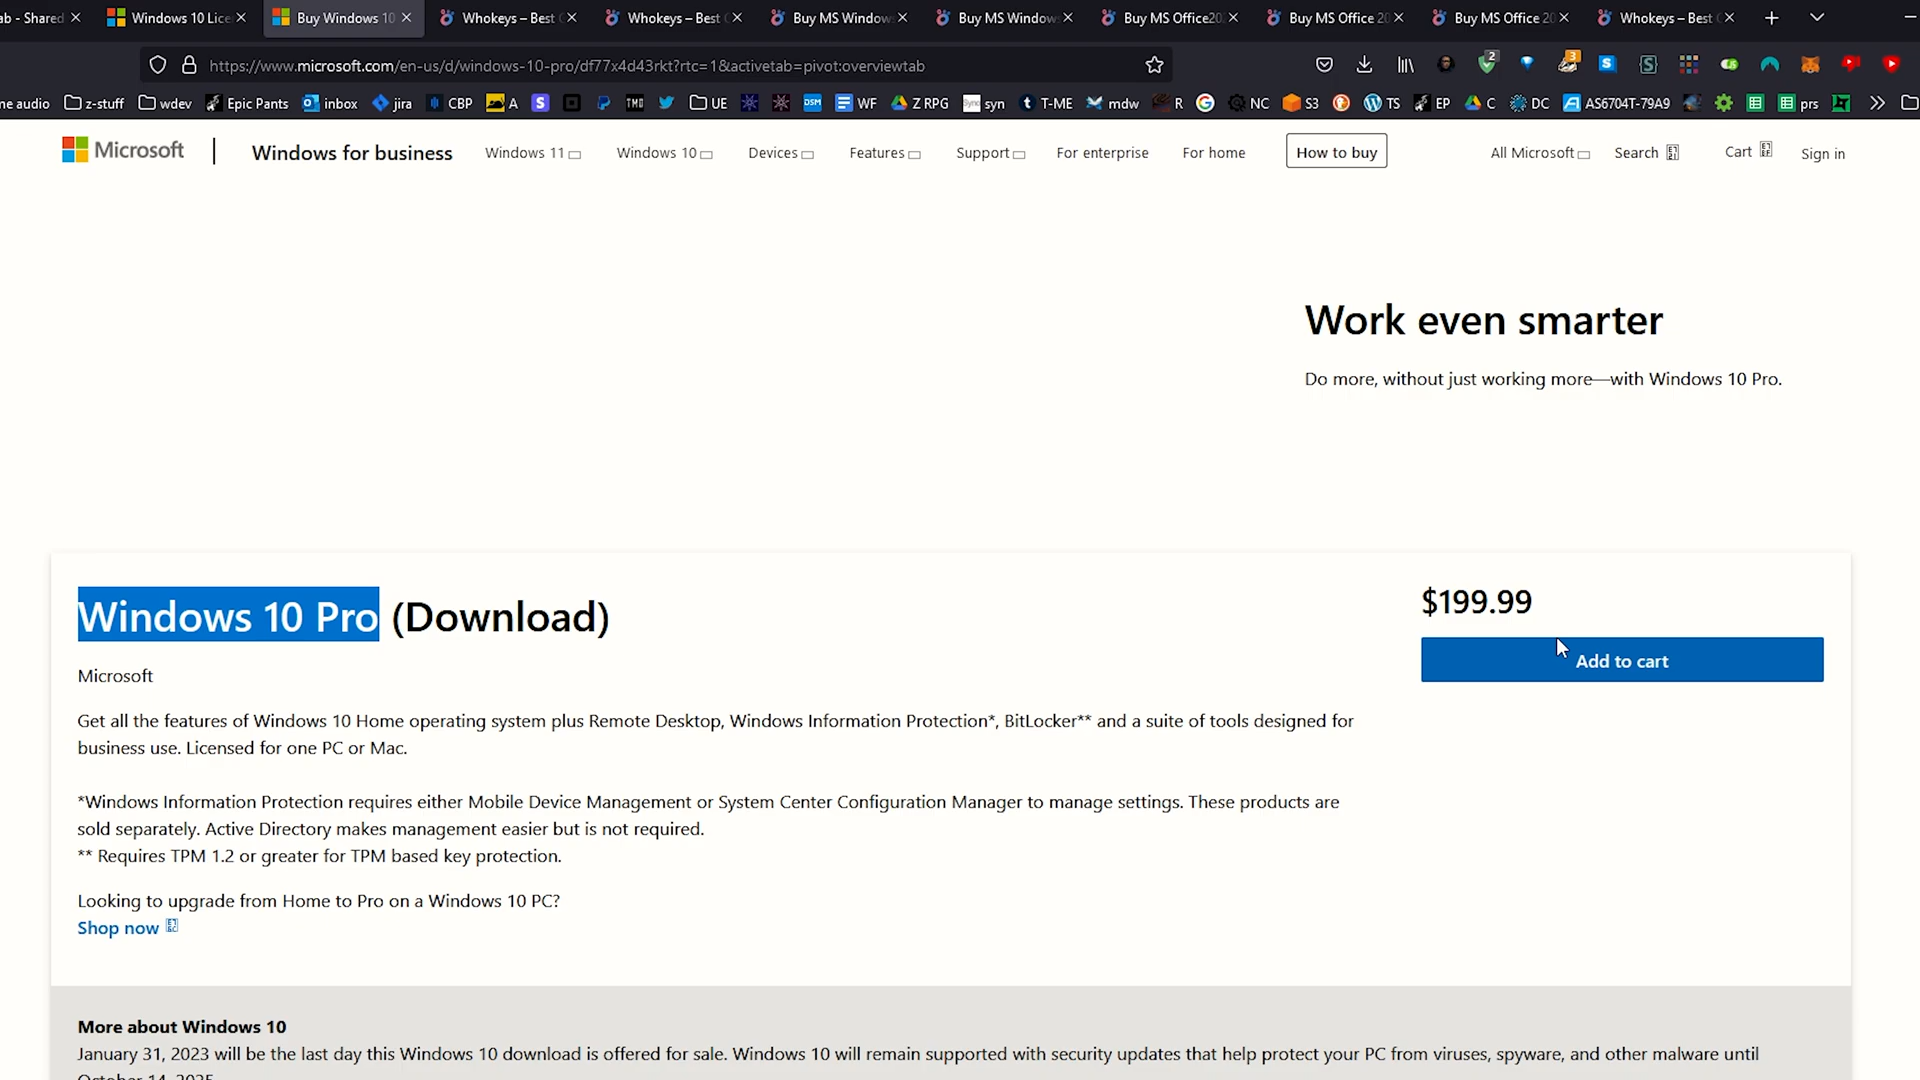 ab - Shared
Windows 10 Lice
Buy Windows 10
Whokeys – Best
Whokeys – Best
Buy MS Window
Buy MS Window
Buy MS Office20
Buy MS Office 20
Buy MS Office 20
Whokeys – Best
https://www.microsoft.com/en-us/d/windows-10-pro/df77x4d43rkt?rtc=1&activetab=pivot:overviewtab
2
3
me audio
z-stuff
wdev
Epic Pants
inbox
jira
CBP
A
UE
WF
Z RPG
syn
T-ME
mdw
R
NC
S3
TS
EP
C
DC
AS6704T-79A9
prs
Microsoft
Windows for business
Windows 11
Windows 10
Devices
Features
Support
For enterprise
For home
How to buy
All Microsoft
Search
Cart
Sign in
Work even smarter
Do more, without just working more—with Windows 10 Pro.
Windows 10 Pro (Download)
$199.99
Add to cart
Microsoft
Get all the features of Windows 10 Home operating system plus Remote Desktop, Windows Information Protection*, BitLocker** and a suite of tools designed for
business use. Licensed for one PC or Mac.
*Windows Information Protection requires either Mobile Device Management or System Center Configuration Manager to manage settings. These products are
sold separately. Active Directory makes management easier but is not required.
** Requires TPM 1.2 or greater for TPM based key protection.
Looking to upgrade from Home to Pro on a Windows 10 PC?
Shop now
More about Windows 10
January 31, 2023 will be the last day this Windows 10 download is offered for sale. Windows 10 will remain supported with security updates that help protect your PC from viruses, spyware, and other malware until
October 14, 2025